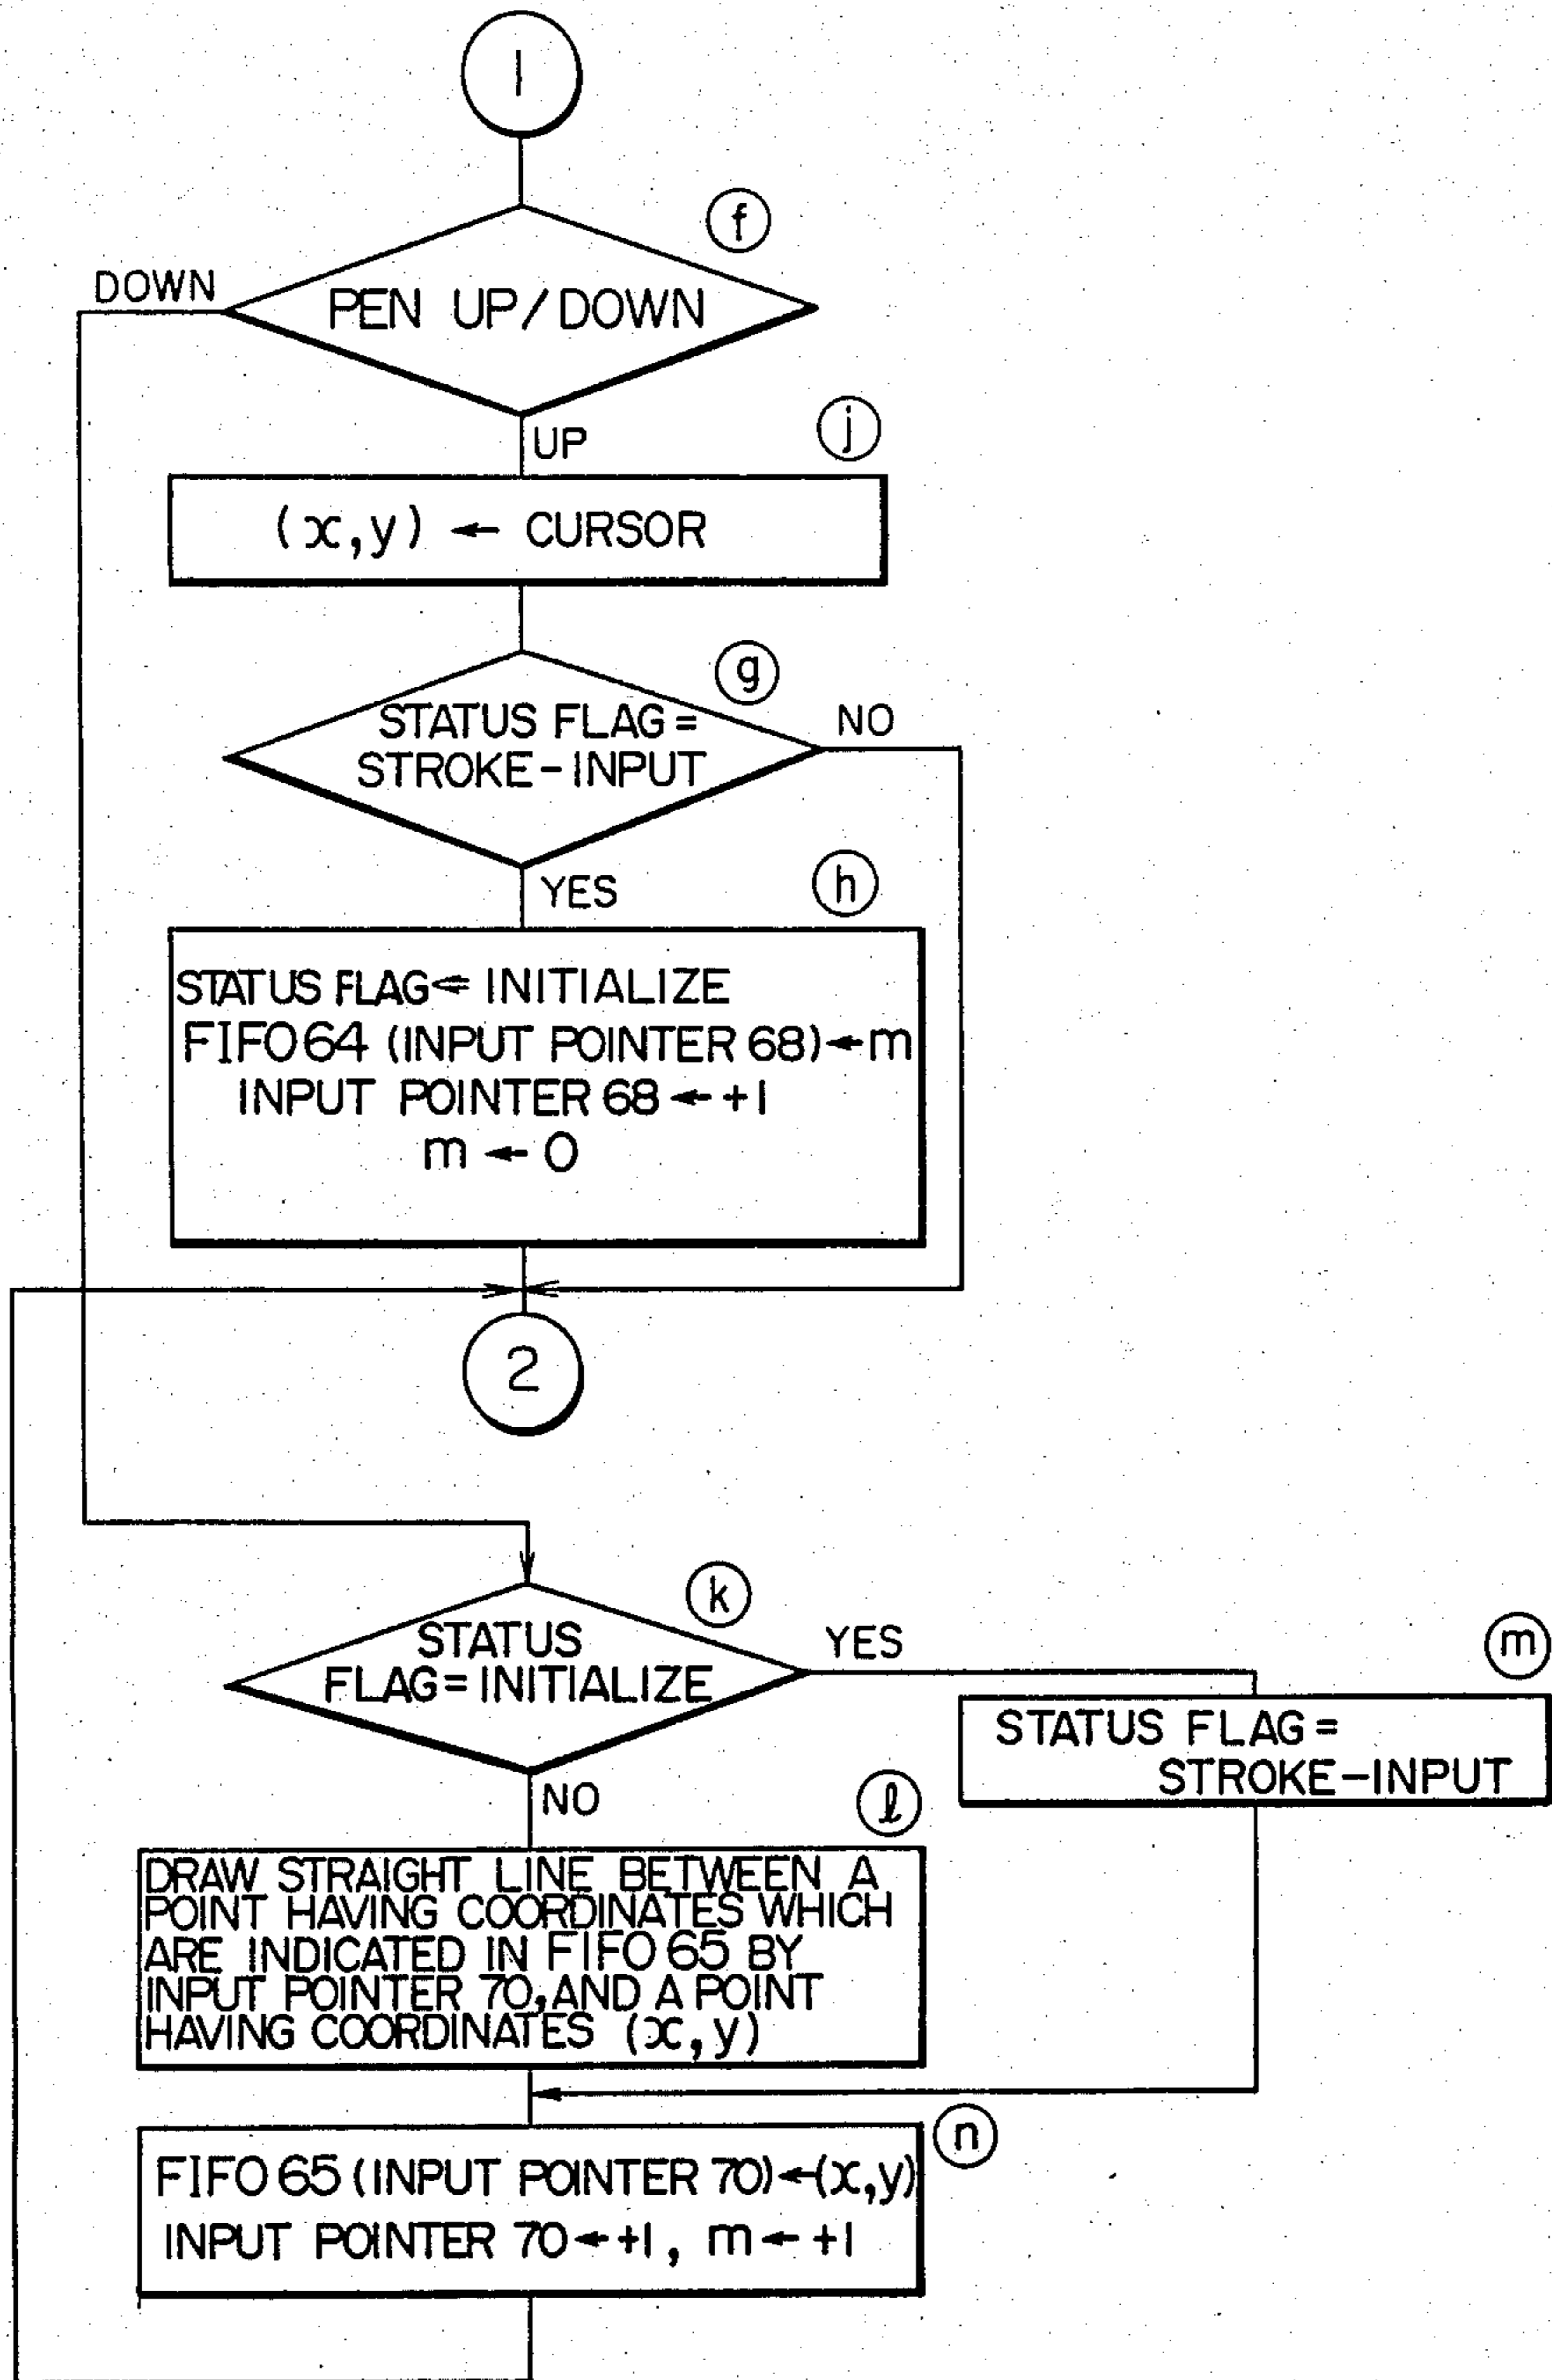 1
f
DOWN
PEN UP/DOWN
UP
j
(x,y) ← CURSOR
g
STATUS FLAG =
STROKE-INPUT
NO
YES
h
STATUS FLAG ⇐ INITIALIZE
FIFO 64 (INPUT POINTER 68) ← m
INPUT POINTER 68 ← +1
m ← 0
2
k
STATUS
FLAG = INITIALIZE
YES
m
STATUS FLAG =
STROKE-INPUT
NO
ℓ
DRAW STRAIGHT LINE BETWEEN A
POINT HAVING COORDINATES WHICH
ARE INDICATED IN FIFO 65 BY
INPUT POINTER 70, AND A POINT
HAVING COORDINATES (x,y)
n
FIFO 65 (INPUT POINTER 70) ← (x,y)
INPUT POINTER 70 ← +1, m ← +1